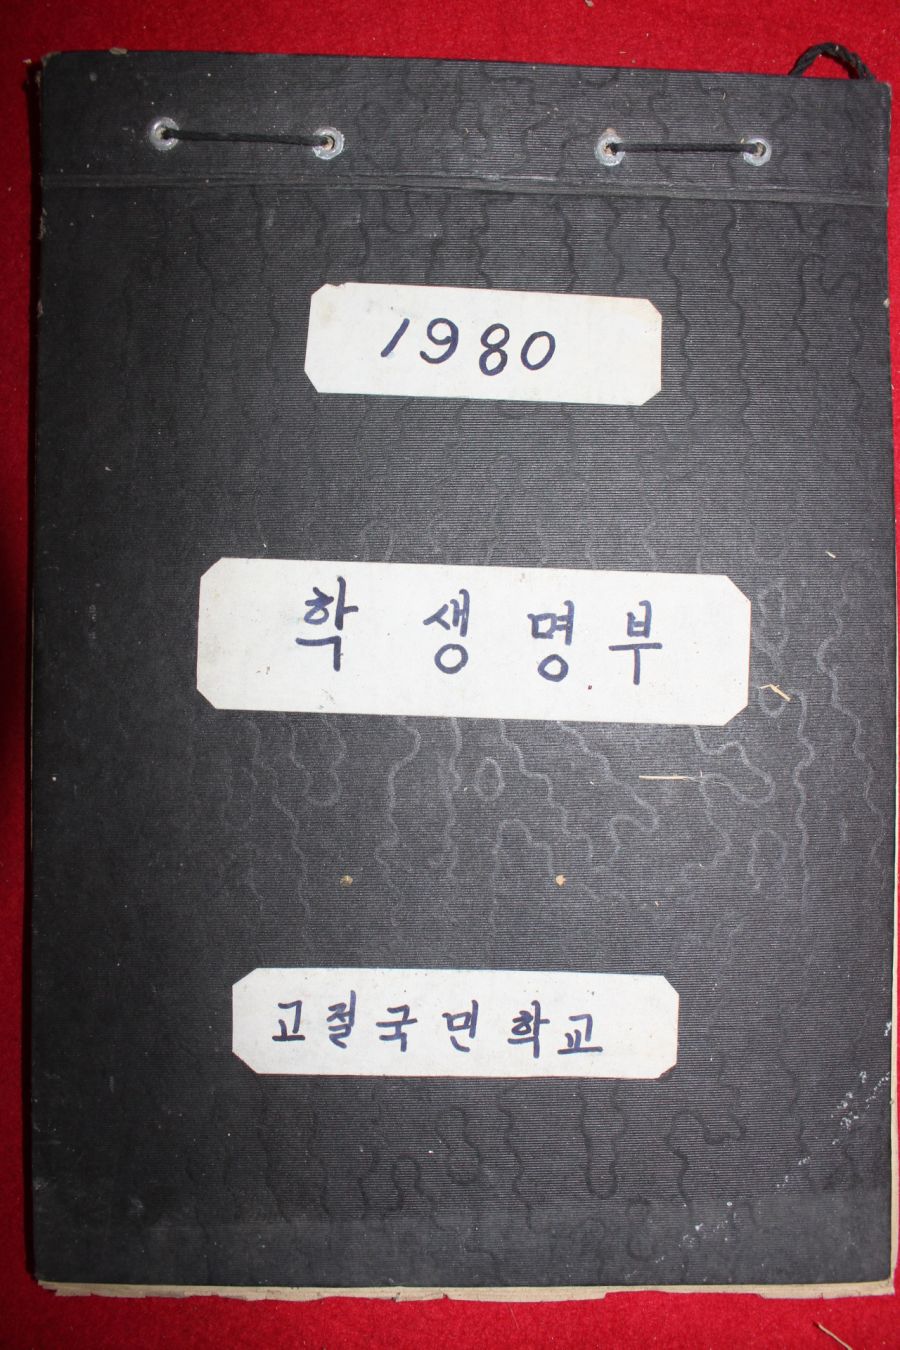 1980
학 생 명 부
고절국민학교